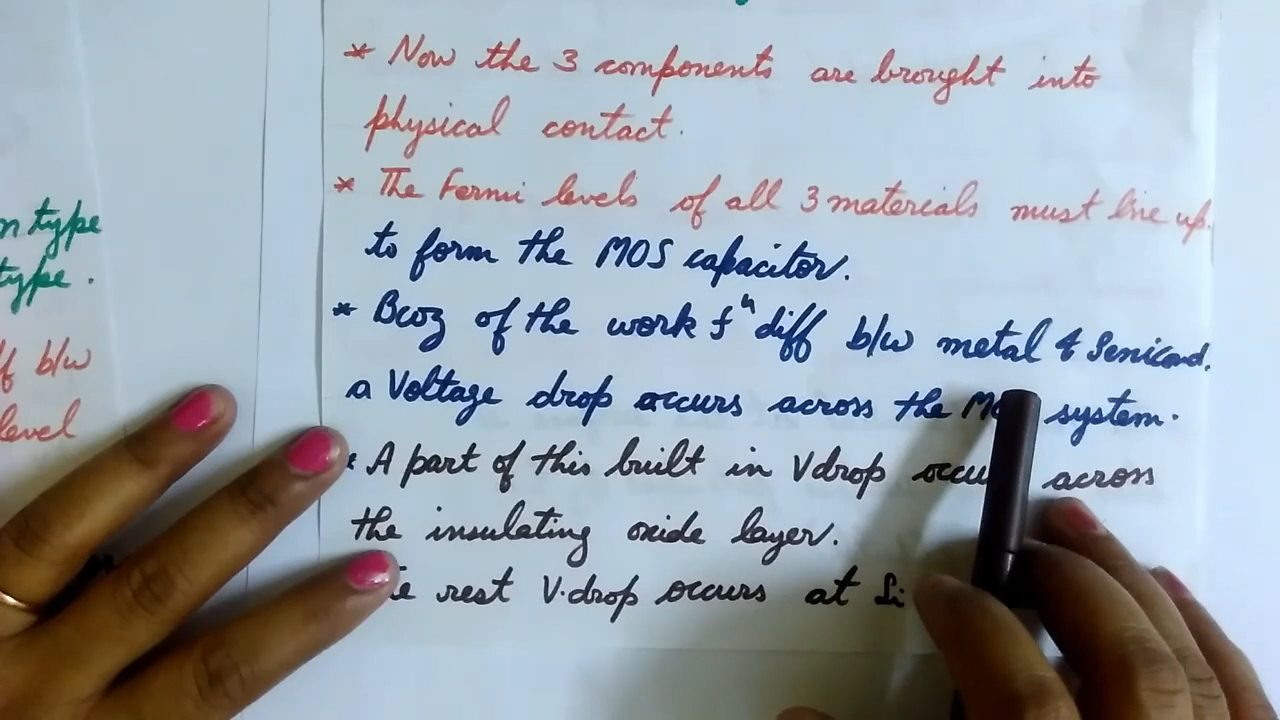 * Now the 3 components are brought into
physical contact.
* The Fermi levels of all 3 materials must line up.
to form the MOS capacitor.
* Bcoz of the work fⁿ diff b/w metal & Semicond.
a Voltage drop occurs across the system.
* A part of this built in Vdrop across
the insulating oxide layer.
rest V.drop occurs at Si
n type
type.
b/w
level